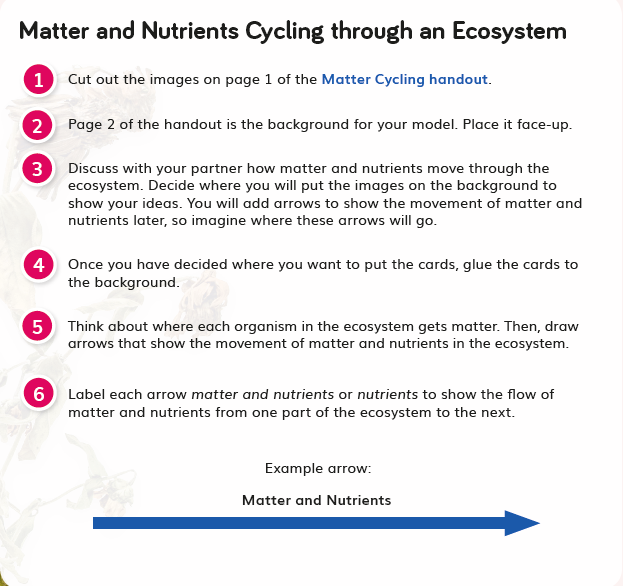 Matter and Nutrients Cycling through an Ecosystem
1 Cut out the images on page 1 of the Matter Cycling handout.
2 Page 2 of the handout is the background for your model. Place it face-up.
3 Discuss with your partner how matter and nutrients move through the
ecosystem. Decide where you will put the images on the background to
show your ideas. You will add arrows to show the movement of matter and
nutrients later, so imagine where these arrows will go.
4 Once you have decided where you want to put the cards, glue the cards to
the background.
5 Think about where each organism in the ecosystem gets matter. Then, draw
arrows that show the movement of matter and nutrients in the ecosystem.
6 Label each arrow matter and nutrients or nutrients to show the flow of
matter and nutrients from one part of the ecosystem to the next.
Example arrow:
Matter and Nutrients